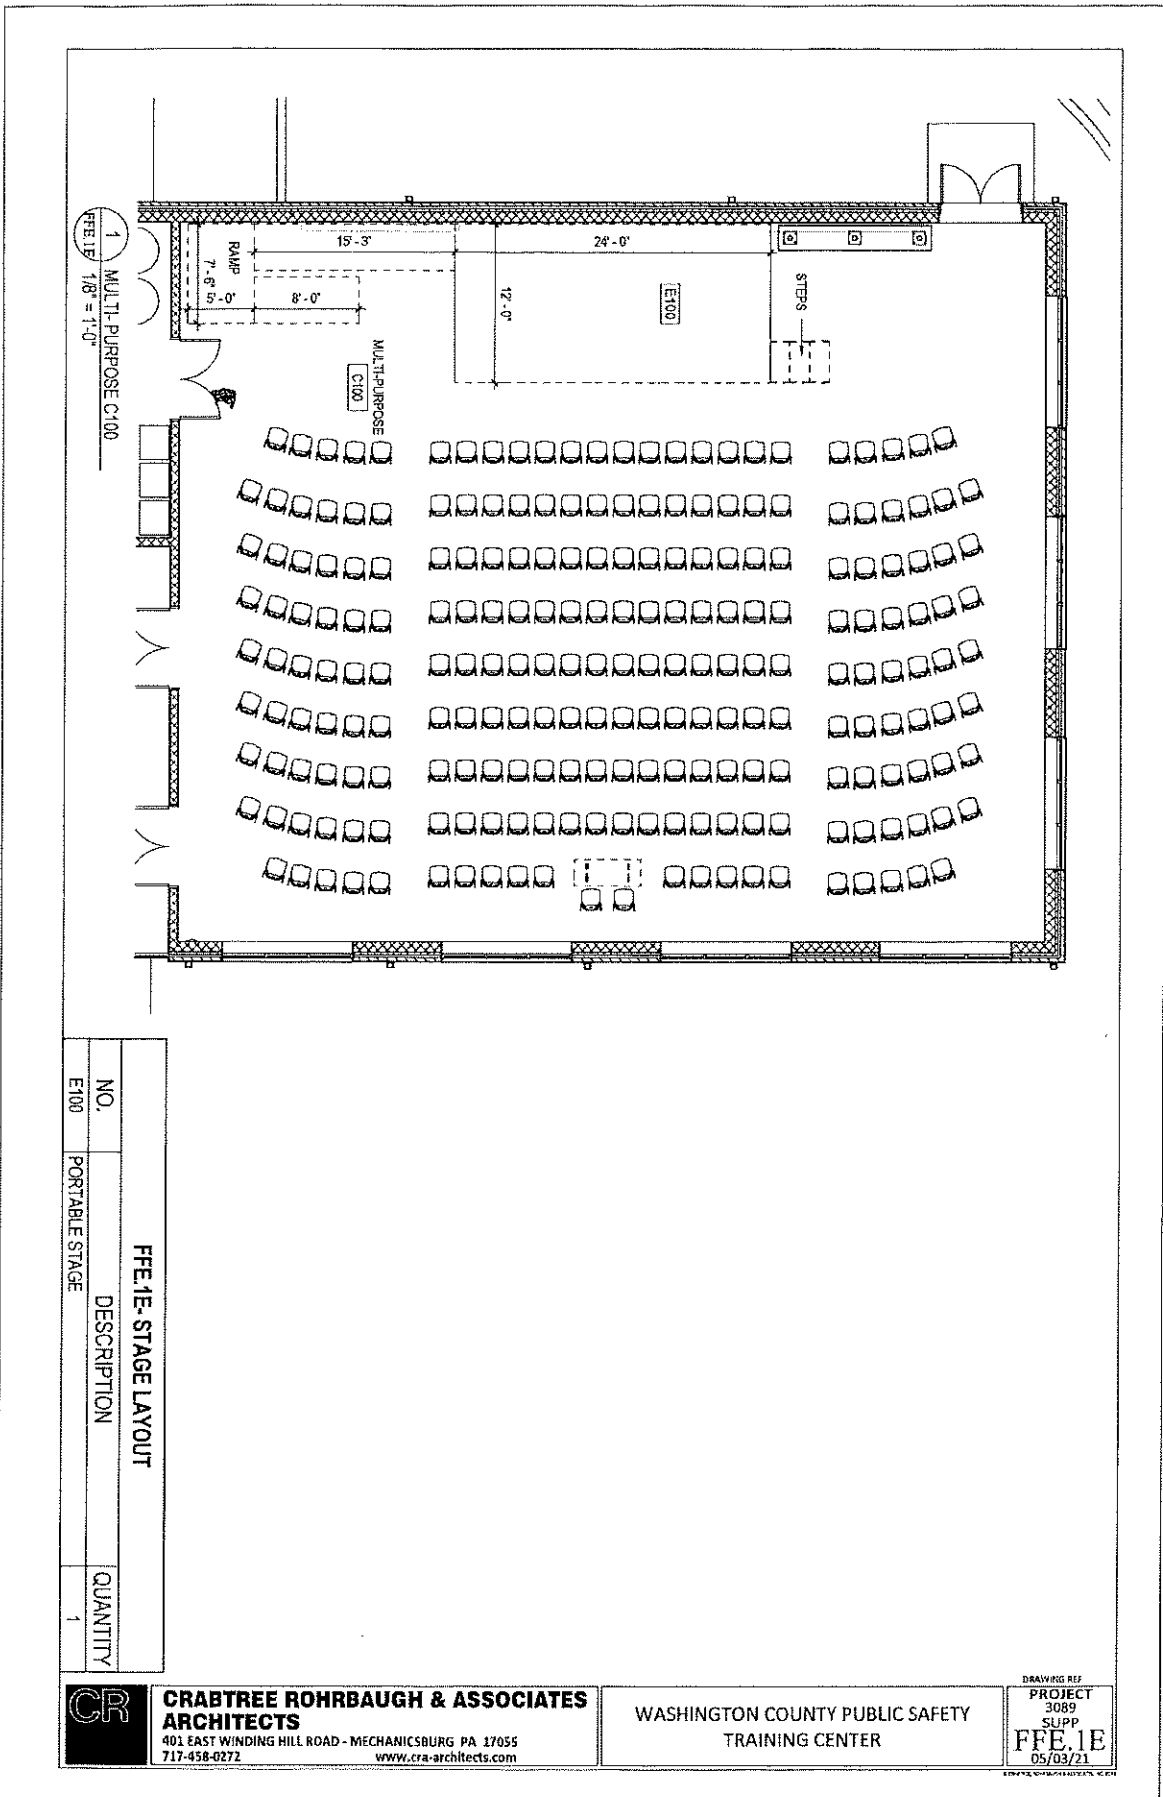 15'-3"
24'-0"
RAMP
7'-6"
5'-0"
8'-0"
12'-0"
E100
STEPS
MULTI-PURPOSE
C100
1
FFE.1E
MULTI-PURPOSE C100
1/8" = 1'-0"
FFE.1E- STAGE LAYOUT
NO. DESCRIPTION QUANTITY
E100 PORTABLE STAGE 1
CR
CRABTREE ROHRBAUGH & ASSOCIATES
ARCHITECTS
401 EAST WINDING HILL ROAD - MECHANICSBURG PA 17055
717-458-0272 www.cra-architects.com
WASHINGTON COUNTY PUBLIC SAFETY
TRAINING CENTER
DRAWING REF
PROJECT
3089
SUPP
FFE.1E
05/03/21